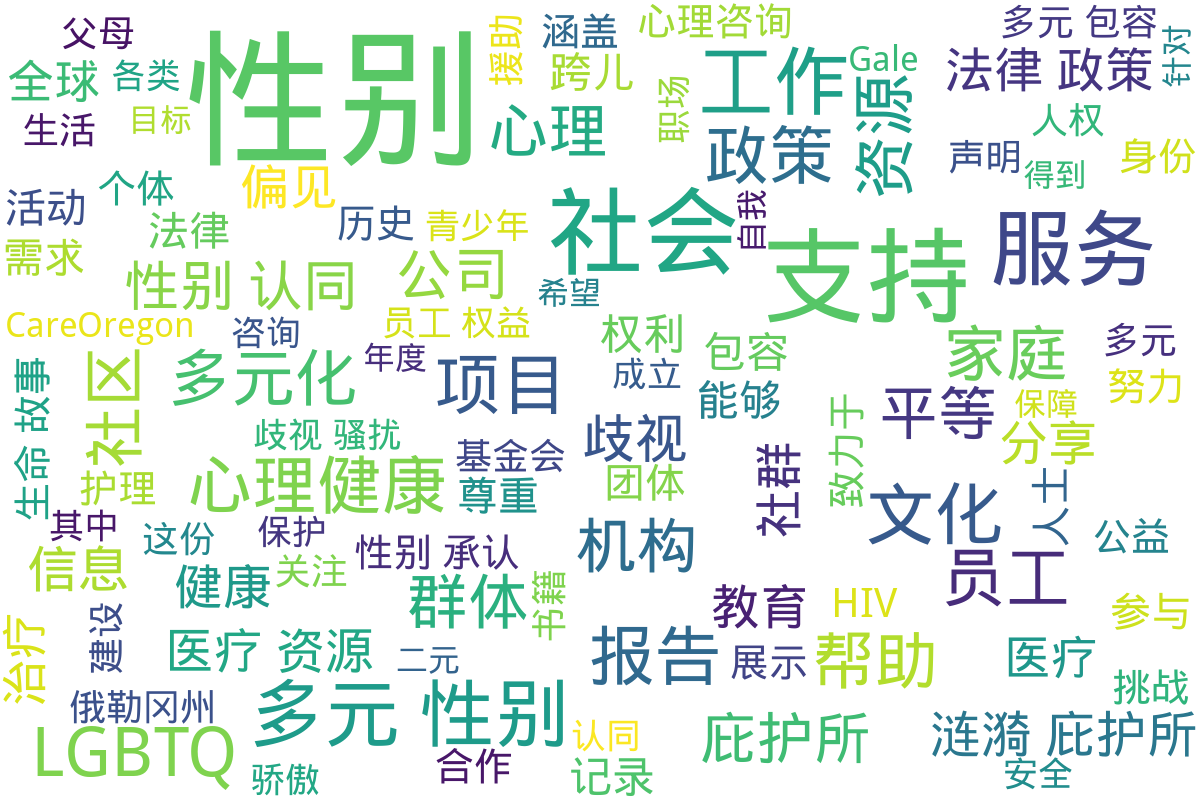 父母
性别
援助
涵盖
心理咨询
多元 包容
全球
各类
跨儿
工作
Gale
法律 政策
针对
生活
目标
心理
职场
政策
资源
人权
声明
得到
身份
个体
偏见
活动
历史
青少年
社会
自我
服务
法律
需求
性别 认同
公司
希望
支持
CareOregon
咨询
员工 权益
权利
包容
家庭
多元
社区
多元化
年度
项目
成立
能够
努力
生命 故事
平等
保障
歧视 骚扰
基金会
歧视
分享
护理
心理健康
尊重
团体
社群
致力于
文化
人士
其中
这份
保护
性别 承认
机构
公益
信息
健康
关注
群体
书籍
教育
HIV
员工
参与
治疗
建设
医疗 资源
二元
报告
展示
帮助
医疗
挑战
俄勒冈州
多元 性别
LGBTQ
骄傲
合作
认同
记录
庇护所
涟漪 庇护所
安全